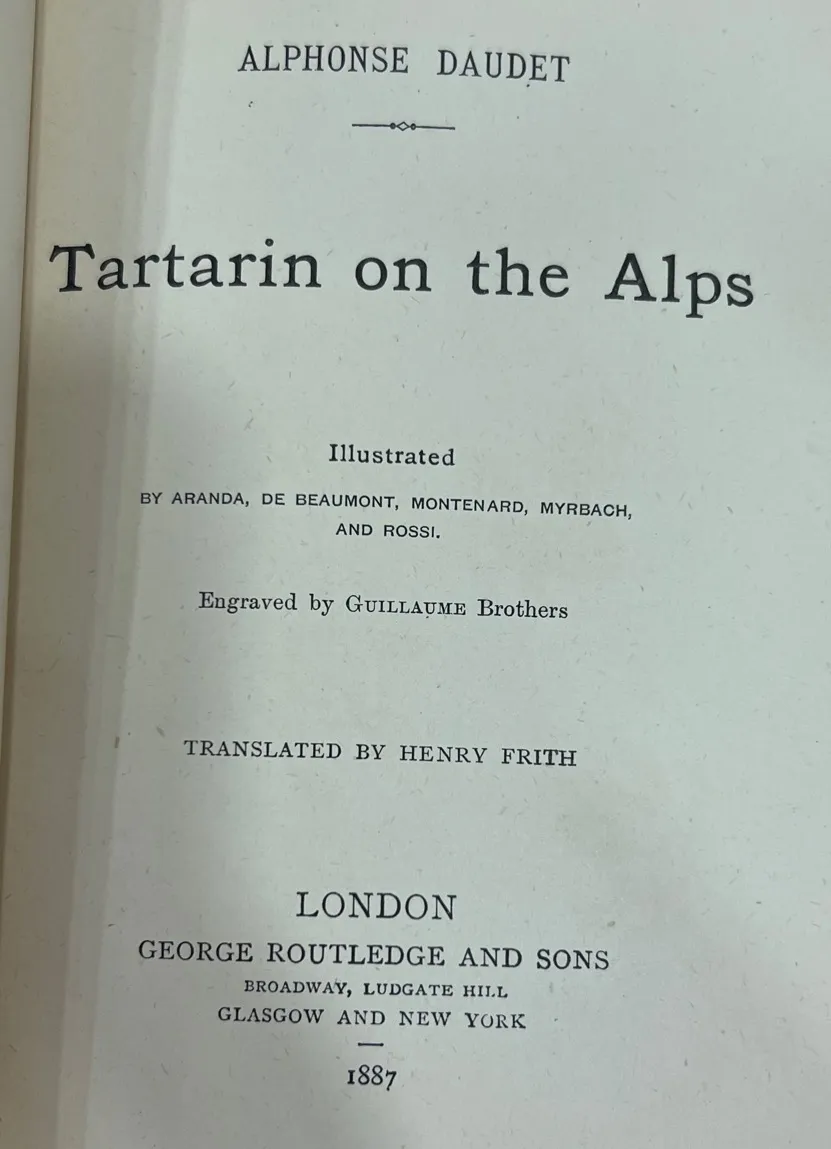 ALPHONSE DAUDET
Tartarin on the Alps
Illustrated
BY ARANDA, DE BEAUMONT, MONTENARD, MYRBACH,
AND ROSSI.
Engraved by GUILLAUME Brothers
TRANSLATED BY HENRY FRITH
LONDON
GEORGE ROUTLEDGE AND SONS
BROADWAY, LUDGATE HILL
GLASGOW AND NEW YORK
1887